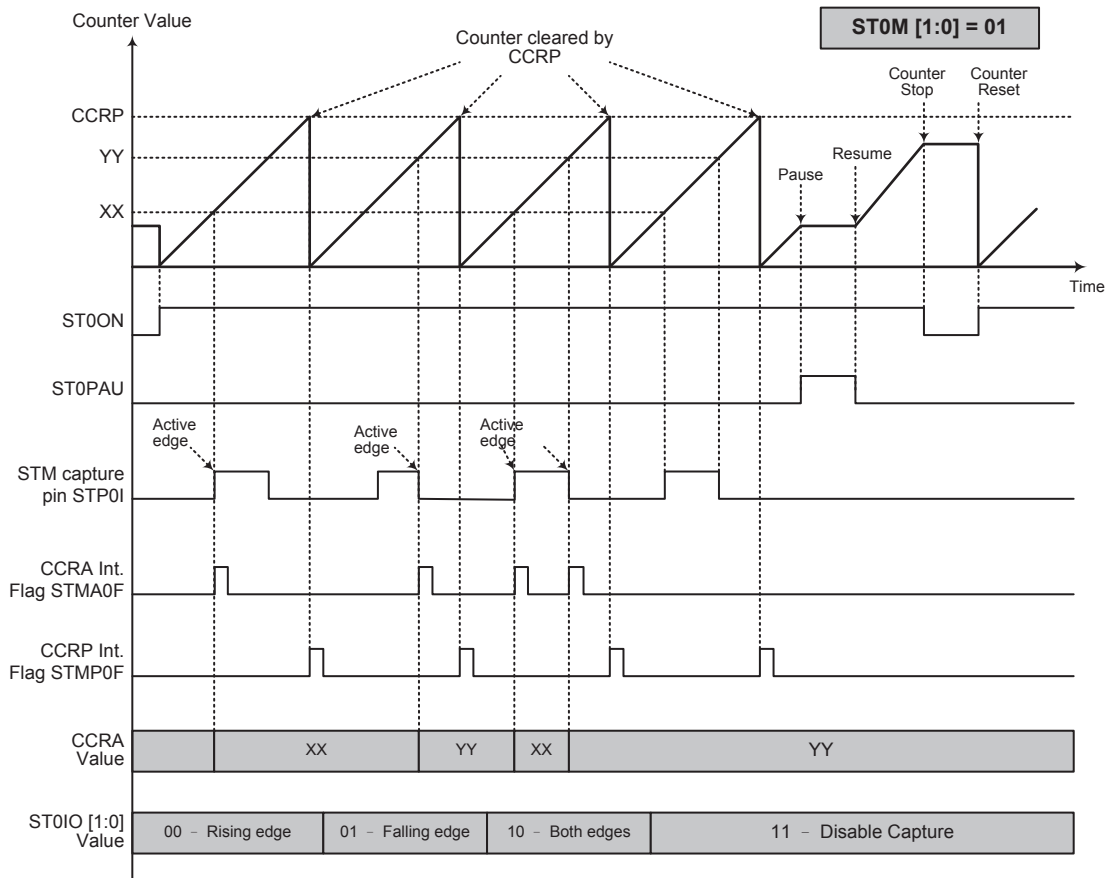 Counter Value
ST0M [1:0] = 01
Counter cleared by
CCRP
Counter
Stop
Counter
Reset
CCRP
YY
Resume
Pause
XX
Time
ST0ON
ST0PAU
Active
edge
Active
edge
Active
edge
STM capture
pin STP0I
CCRA Int.
Flag STMA0F
CCRP Int.
Flag STMP0F
CCRA
Value
XX
YY
XX
YY
ST0IO [1:0]
Value
00 – Rising edge
01 – Falling edge
10 – Both edges
11 – Disable Capture